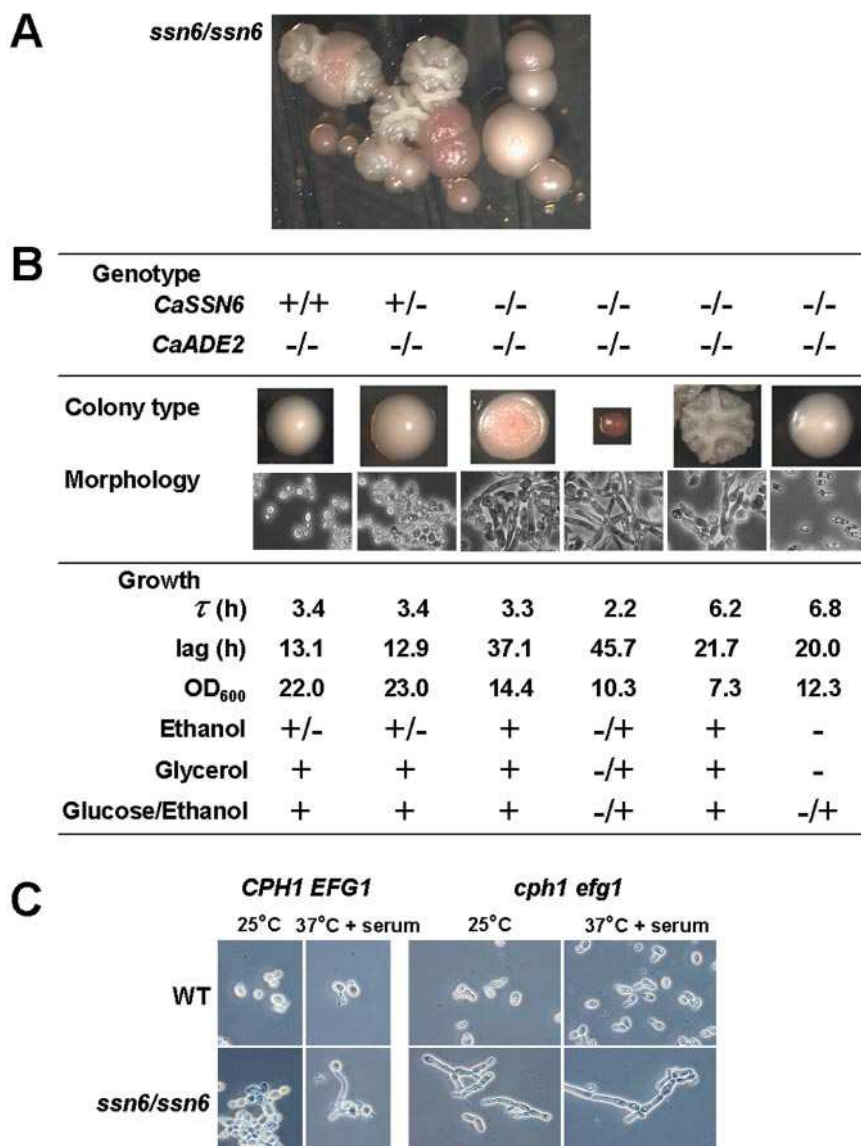 A
ssn6/ssn6
B
Genotype
CaSSN6 +/+ +/- -/- -/- -/- -/-
CaADE2 -/- -/- -/- -/- -/- -/-
Colony type
Morphology
Growth
τ (h) 3.4 3.4 3.3 2.2 6.2 6.8
lag (h) 13.1 12.9 37.1 45.7 21.7 20.0
OD600 22.0 23.0 14.4 10.3 7.3 12.3
Ethanol +/- +/- + -/+ + -
Glycerol + + + -/+ + -
Glucose/Ethanol + + + -/+ + -/+
C
CPH1 EFG1 cph1 efg1
25°C 37°C + serum 25°C 37°C + serum
WT
ssn6/ssn6